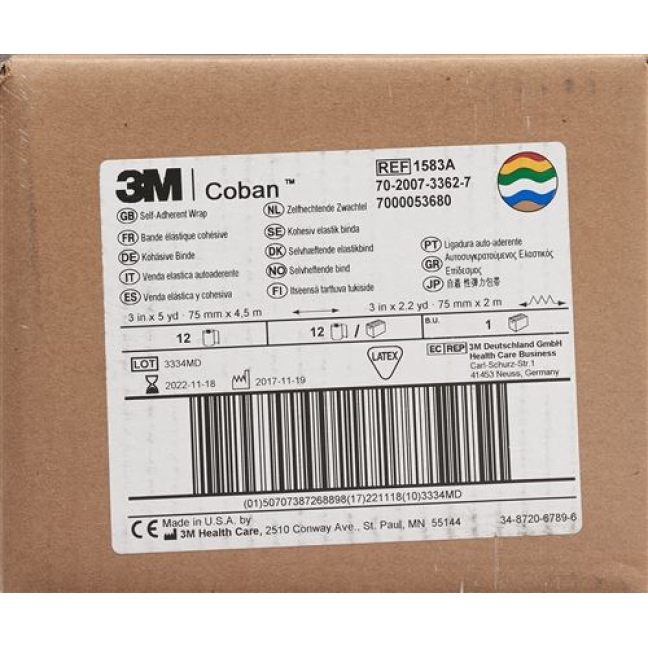 3M | Coban™
REF 1583A
70-2007-3362-7
7000053680
GB Self-Adherent Wrap
FR Bande élastique cohésive
DE Kohäsive Binde
IT Venda elastica autoaderente
ES Venda elástica y cohesiva
NL Zelfhechtende Zwachtel
SE Kohesiv elastik binda
DK Selvhæftende elastikbind
NO Selvheftende bind
FI Itseensä tarttuva tukiside
PT Ligadura auto-aderente
GR Αυτοσυγκρατούμενος Ελαστικός
Επίδεσμος
JP 自着性弾力包帯
3 in x 5 yd · 75 mm x 4,5 m
3 in x 2.2 yd · 75 mm x 2 m
12
12 /
B.U. 1
LOT 3334MD
2022-11-18
2017-11-19
LATEX
EC REP 3M Deutschland GmbH
Health Care Business
Carl-Schurz-Str.1
41453 Neuss, Germany
(01)50707387268898(17)221118(10)3334MD
CE Made in U.S.A. by
3M Health Care, 2510 Conway Ave., St. Paul, MN 55144
34-8720-6789-6